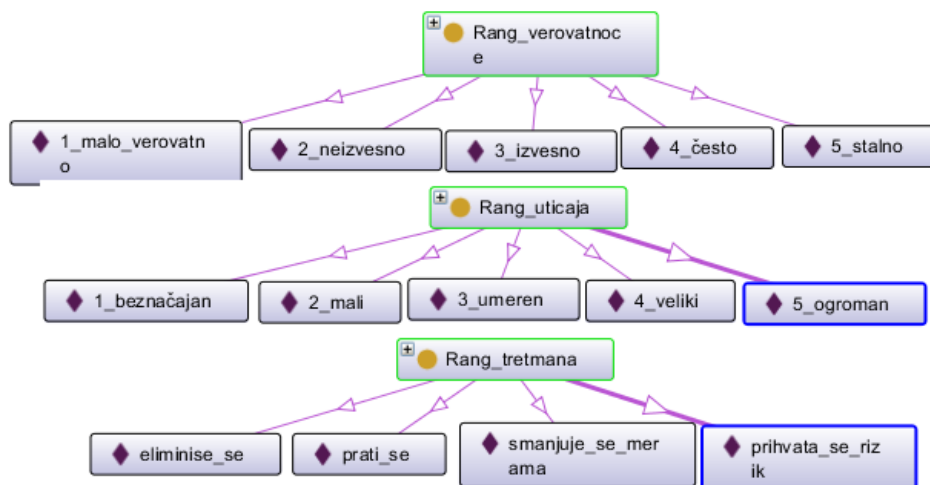 Rang_verovatnoc
e
1_malo_verovatn
o
2_neizvesno
3_izvesno
4_često
5_stalno
Rang_uticaja
1_beznačajan
2_mali
3_umeren
4_veliki
5_ogroman
Rang_tretmana
eliminise_se
prati_se
smanjuje_se_mer
ama
prihvata_se_riz
ik